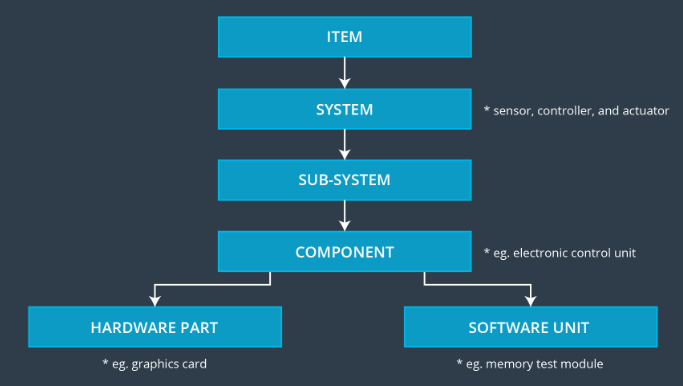 ITEM
SYSTEM
* sensor, controller, and actuator
SUB-SYSTEM
COMPONENT
* eg. electronic control unit
HARDWARE PART
SOFTWARE UNIT
* eg. graphics card
* eg. memory test module